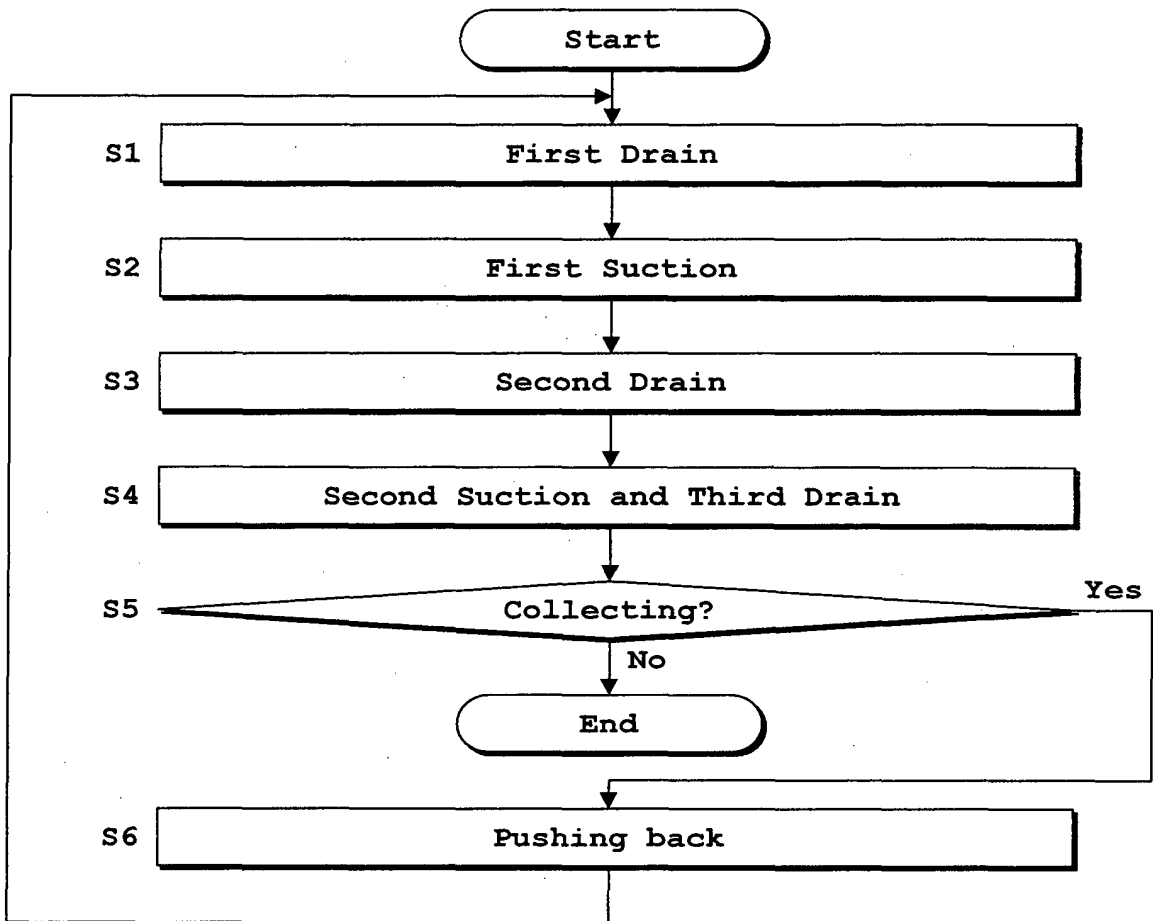 Start
S1 First Drain
S2 First Suction
S3 Second Drain
S4 Second Suction and Third Drain
S5 Collecting? Yes
No
End
S6 Pushing back